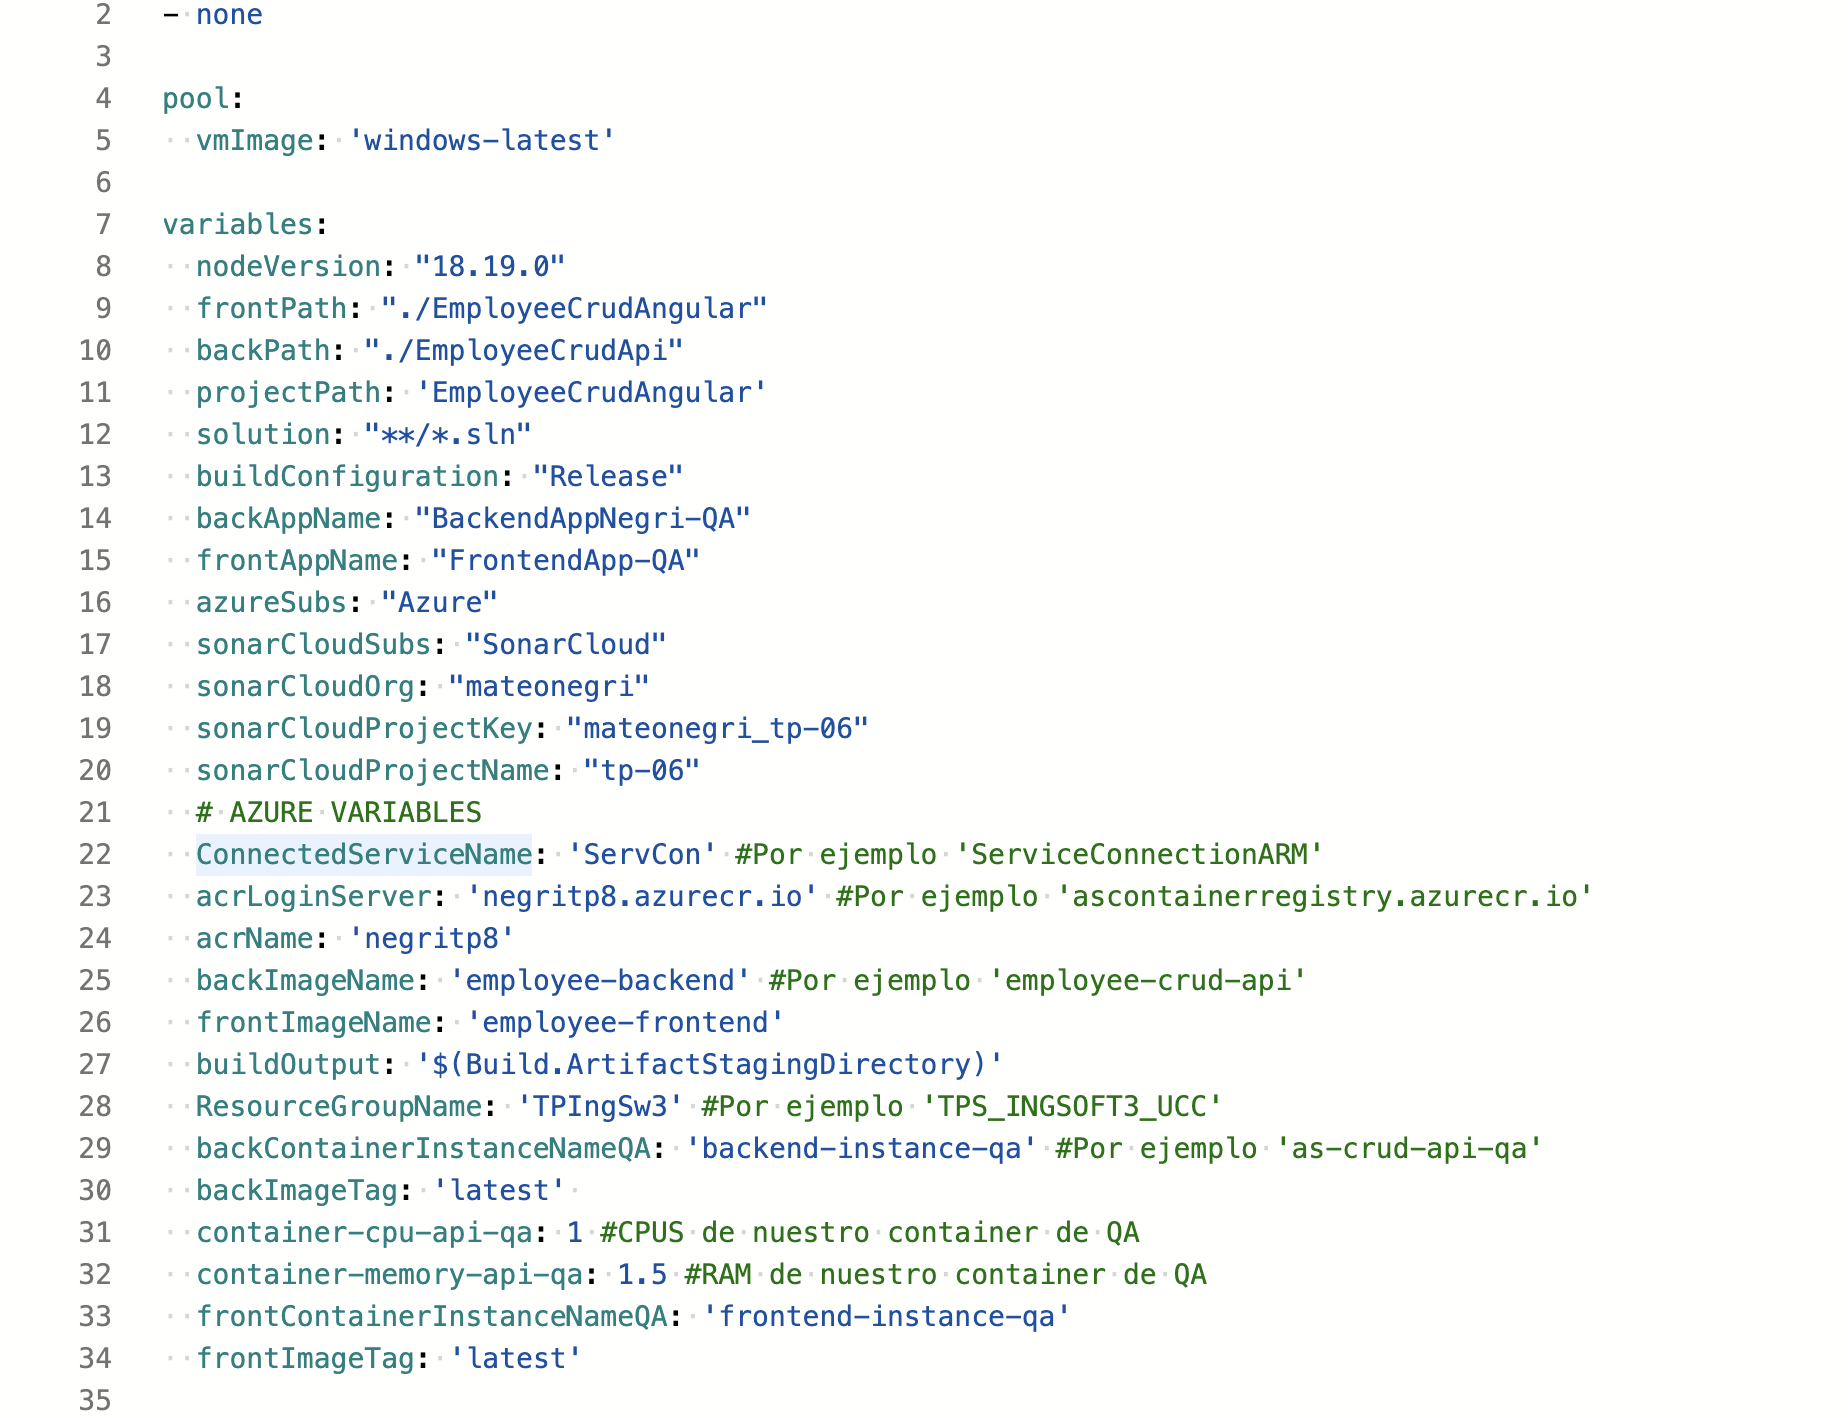 2 - none
3
4 pool:
5 vmImage: 'windows-latest'
6
7 variables:
8 nodeVersion: "18.19.0"
9 frontPath: "./EmployeeCrudAngular"
10 backPath: "./EmployeeCrudApi"
11 projectPath: 'EmployeeCrudAngular'
12 solution: "**/*.sln"
13 buildConfiguration: "Release"
14 backAppName: "BackendAppNegri-QA"
15 frontAppName: "FrontendApp-QA"
16 azureSubs: "Azure"
17 sonarCloudSubs: "SonarCloud"
18 sonarCloudOrg: "mateonegri"
19 sonarCloudProjectKey: "mateonegri_tp-06"
20 sonarCloudProjectName: "tp-06"
21 # AZURE VARIABLES
22 ConnectedServiceName: 'ServCon' #Por ejemplo 'ServiceConnectionARM'
23 acrLoginServer: 'negritp8.azurecr.io' #Por ejemplo 'ascontainerregistry.azurecr.io'
24 acrName: 'negritp8'
25 backImageName: 'employee-backend' #Por ejemplo 'employee-crud-api'
26 frontImageName: 'employee-frontend'
27 buildOutput: '$(Build.ArtifactStagingDirectory)'
28 ResourceGroupName: 'TPIngSw3' #Por ejemplo 'TPS_INGSOFT3_UCC'
29 backContainerInstanceNameQA: 'backend-instance-qa' #Por ejemplo 'as-crud-api-qa'
30 backImageTag: 'latest'
31 container-cpu-api-qa: 1 #CPUS de nuestro container de QA
32 container-memory-api-qa: 1.5 #RAM de nuestro container de QA
33 frontContainerInstanceNameQA: 'frontend-instance-qa'
34 frontImageTag: 'latest'
35